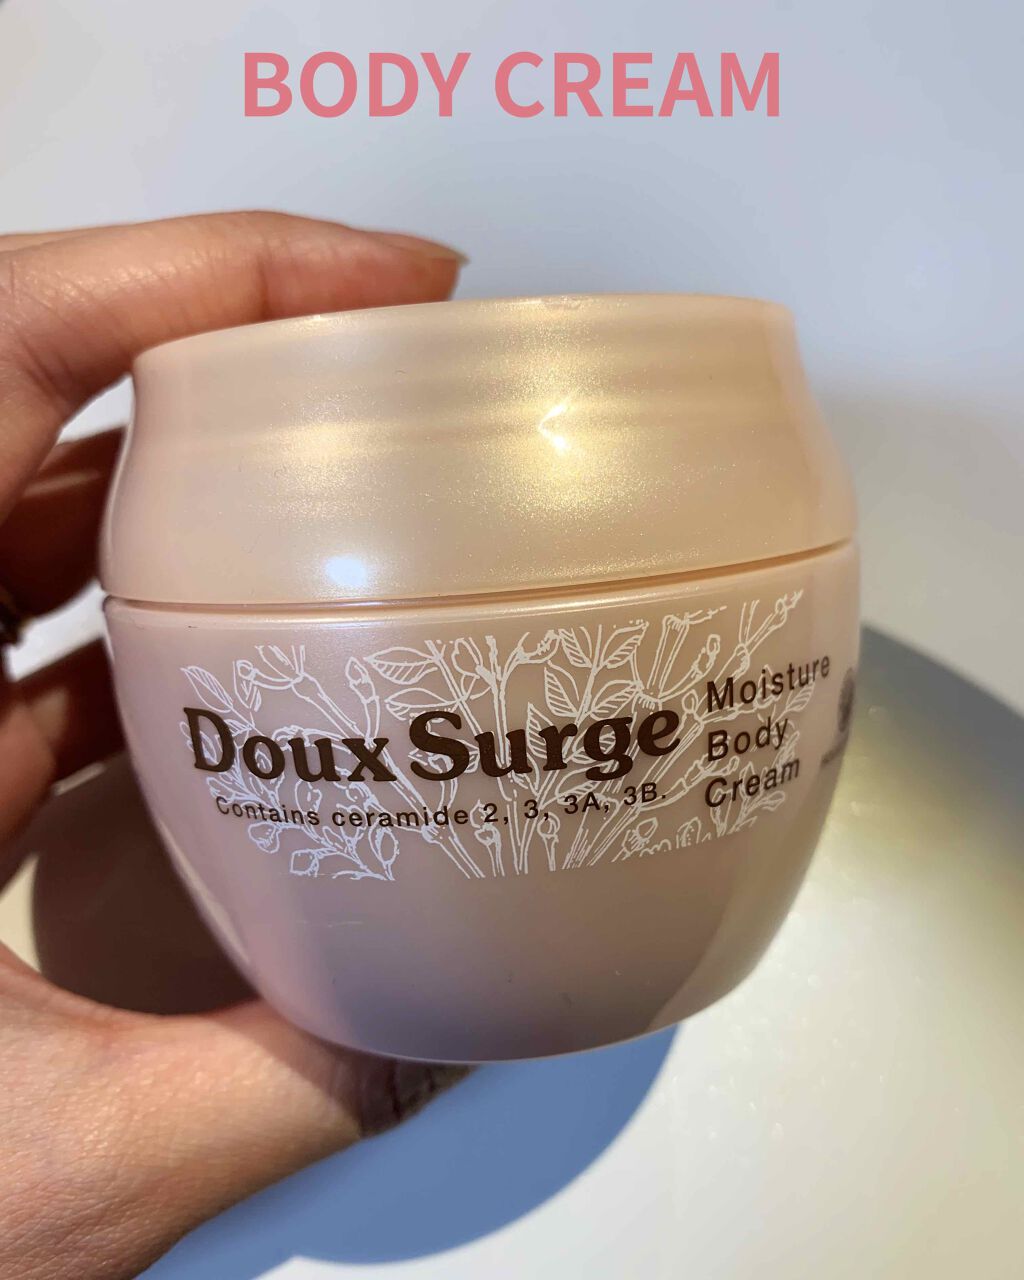 BODY CREAM
Doux Surge
Contains ceramide 2, 3, 3A, 3B.
Moisture
Body
Cream